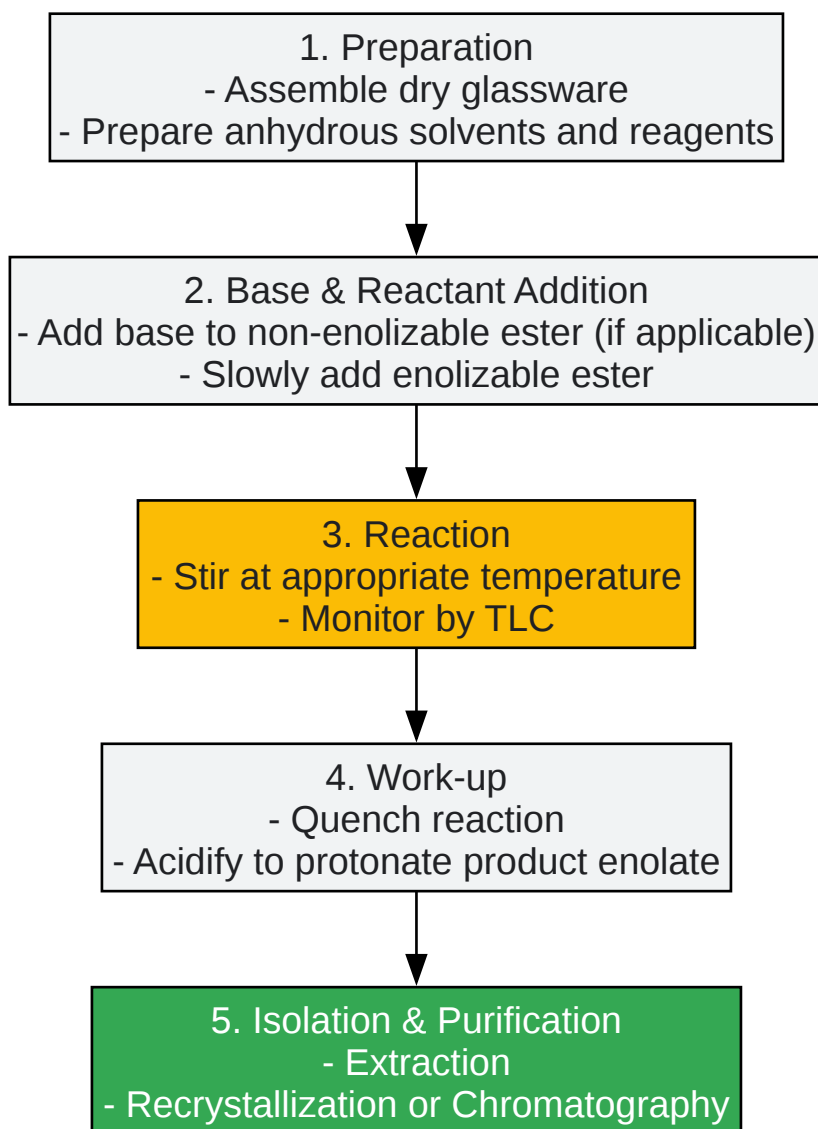 1. Preparation
- Assemble dry glassware
- Prepare anhydrous solvents and reagents
2. Base & Reactant Addition
- Add base to non-enolizable ester (if applicable)
- Slowly add enolizable ester
3. Reaction
- Stir at appropriate temperature
- Monitor by TLC
4. Work-up
- Quench reaction
- Acidify to protonate product enolate
5. Isolation & Purification
- Extraction
- Recrystallization or Chromatography